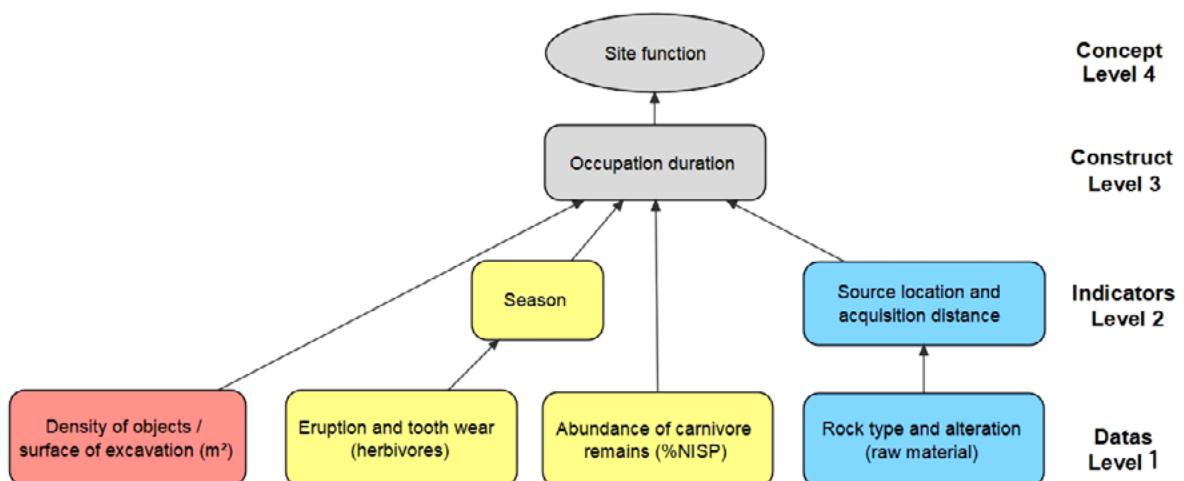 Site function
Concept
Level 4
Occupation duration
Construct
Level 3
Season
Source location and
acquisition distance
Indicators
Level 2
Density of objects /
surface of excavation (m²)
Eruption and tooth wear
(herbivores)
Abundance of carnivore
remains (%NISP)
Rock type and alteration
(raw material)
Datas
Level 1